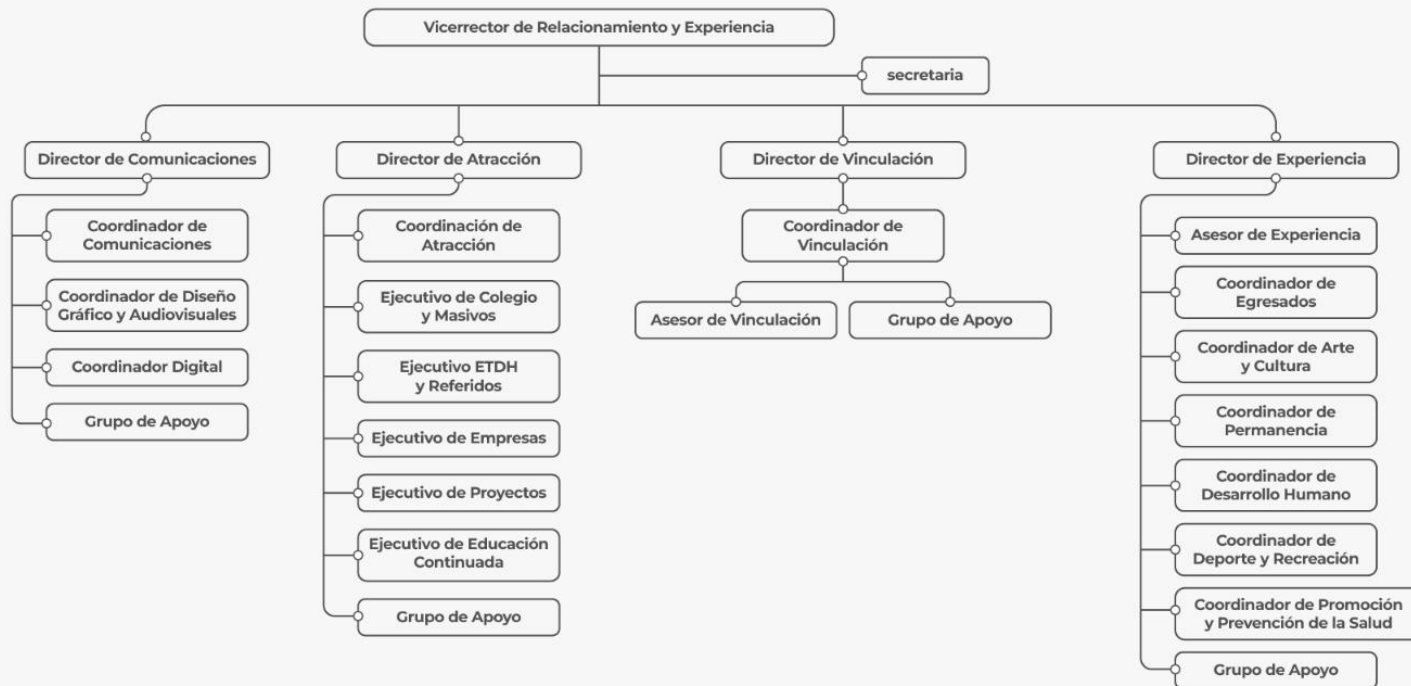 Vicerrector de Relacionamiento y Experiencia
secretaria
Director de Comunicaciones
Coordinador de
Comunicaciones
Coordinador de Diseño
Gráfico y Audiovisuales
Coordinador Digital
Grupo de Apoyo
Director de Atracción
Coordinación de
Atracción
Ejecutivo de Colegio
y Masivos
Ejecutivo ETDH
y Referidos
Ejecutivo de Empresas
Ejecutivo de Proyectos
Ejecutivo de Educación
Continuada
Grupo de Apoyo
Director de Vinculación
Coordinador de
Vinculación
Asesor de Vinculación
Grupo de Apoyo
Director de Experiencia
Asesor de Experiencia
Coordinador de
Egresados
Coordinador de Arte
y Cultura
Coordinador de
Permanencia
Coordinador de
Desarrollo Humano
Coordinador de
Deporte y Recreación
Coordinador de Promoción
y Prevención de la Salud
Grupo de Apoyo